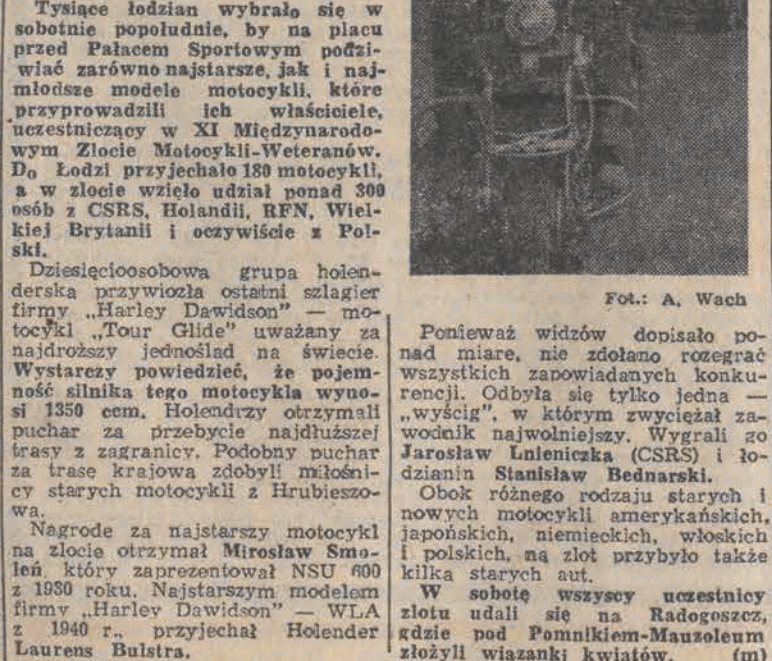 Tysiące łodzian wybrało się w
sobotnie popołudnie, by na placu
przed Pałacem Sportowym podzi-
wiać zarówno najstarsze, jak i naj-
młodsze modele motocykli, które
przyprowadzili ich właściciele,
uczestniczący w XI Międzynarodo-
wym Zlocie Motocykli-Weteranów.
Do Łodzi przyjechało 180 motocykli,
a w zlocie wzięło udział ponad 300
osób z CSRS, Holandii, RFN, Wiel-
kiej Brytanii i oczywiście z Pol-
ski.
Dziesięcioosobowa grupa holen-
derska przywiozła ostatni szlagier
firmy „Harley Dawidson” — mo-
tocykl „Tour Glide” uważany za
najdroższy jednoślad na świecie.
Wystarczy powiedzieć, że pojem-
ność silnika tego motocykla wyno-
si 1350 ccm. Holendrzy otrzymali
puchar za przebycie najdłuższej
trasy z zagranicy. Podobny puchar
za trasę krajową zdobyli miłośni-
cy starych motocykli z Hrubieszo-
wa.
Nagrodę za najstarszy motocykl
na zlocie otrzymał Mirosław Smo-
leń, który zaprezentował NSU 600
z 1930 roku. Najstarszym modelem
firmy „Harley Dawidson” — WLA
z 1940 r., przyjechał Holender
Laurens Bulstra.
Fot.: A. Wach
Ponieważ widzów dopisało po-
nad miarę, nie zdołano rozegrać
wszystkich zapowiadanych konku-
rencji. Odbyła się tylko jedna —
„wyścig”, w którym zwyciężał za-
wodnik najwolniejszy. Wygrali go
Jarosław Lnieniczka (CSRS) i ło-
dzianin Stanisław Bednarski.
Obok różnego rodzaju starych i
nowych motocykli amerykańskich,
japońskich, niemieckich, włoskich
i polskich, na zlot przybyło także
kilka starych aut.
W sobotę wszyscy uczestnicy
zlotu udali się na Radogoszcz,
gdzie pod Pomnikiem-Mauzoleum
złożyli wiązanki kwiatów. (m)